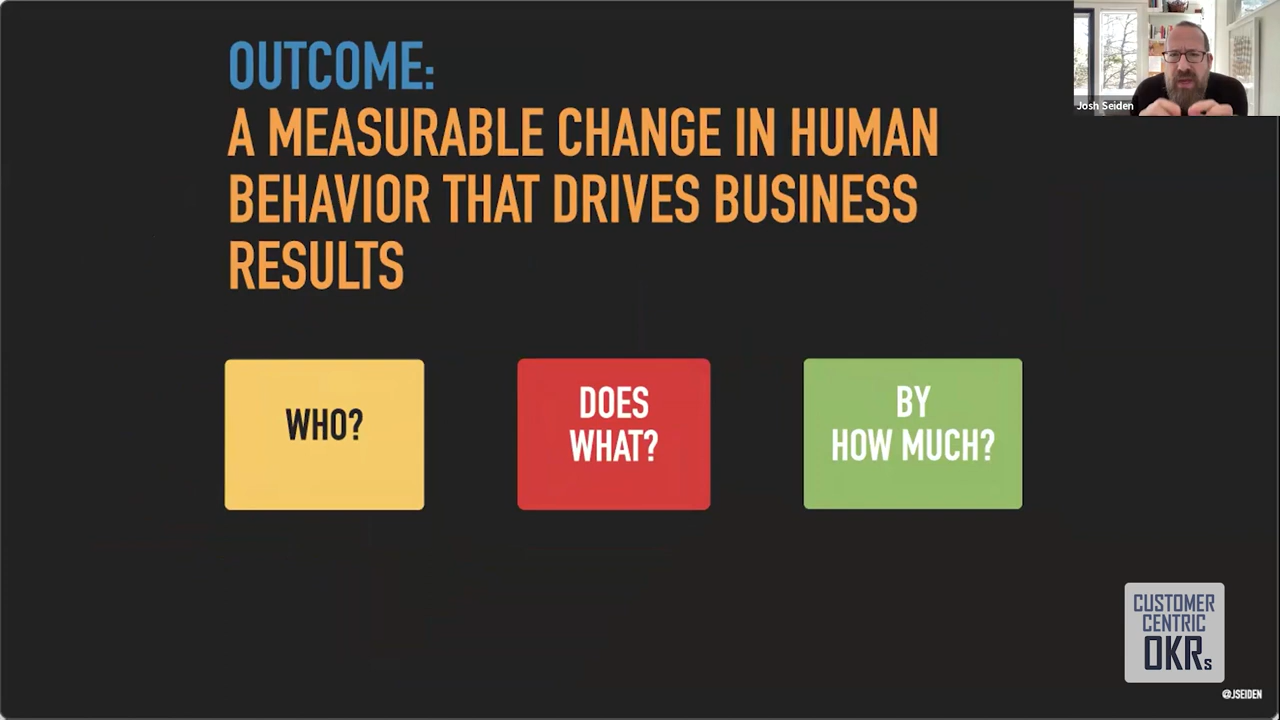 OUTCOME:
A MEASURABLE CHANGE IN HUMAN
BEHAVIOR THAT DRIVES BUSINESS
RESULTS
WHO?
DOES
WHAT?
BY
HOW MUCH?
Josh Seiden
CUSTOMER
CENTRIC
OKRs
@JSEIDEN